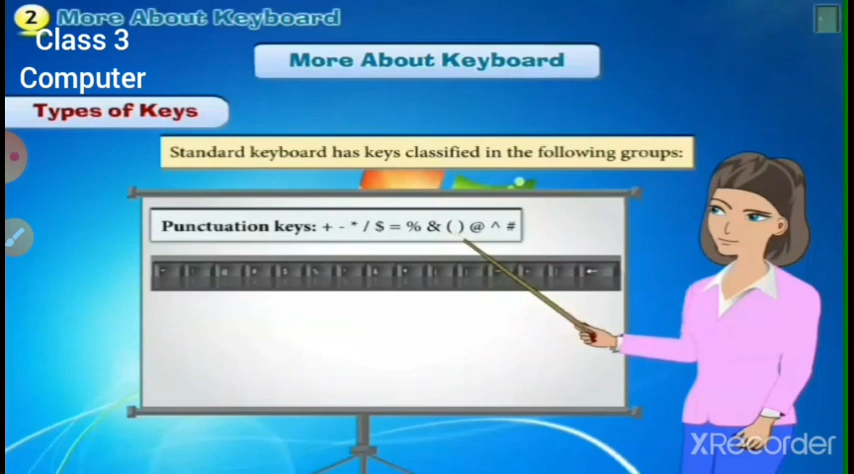 2 More About Keyboard
Class 3
Computer
More About Keyboard
Types of Keys
Standard keyboard has keys classified in the following groups:
Punctuation keys: + - * / $ = % & ( ) @ ^ #
XRecorder